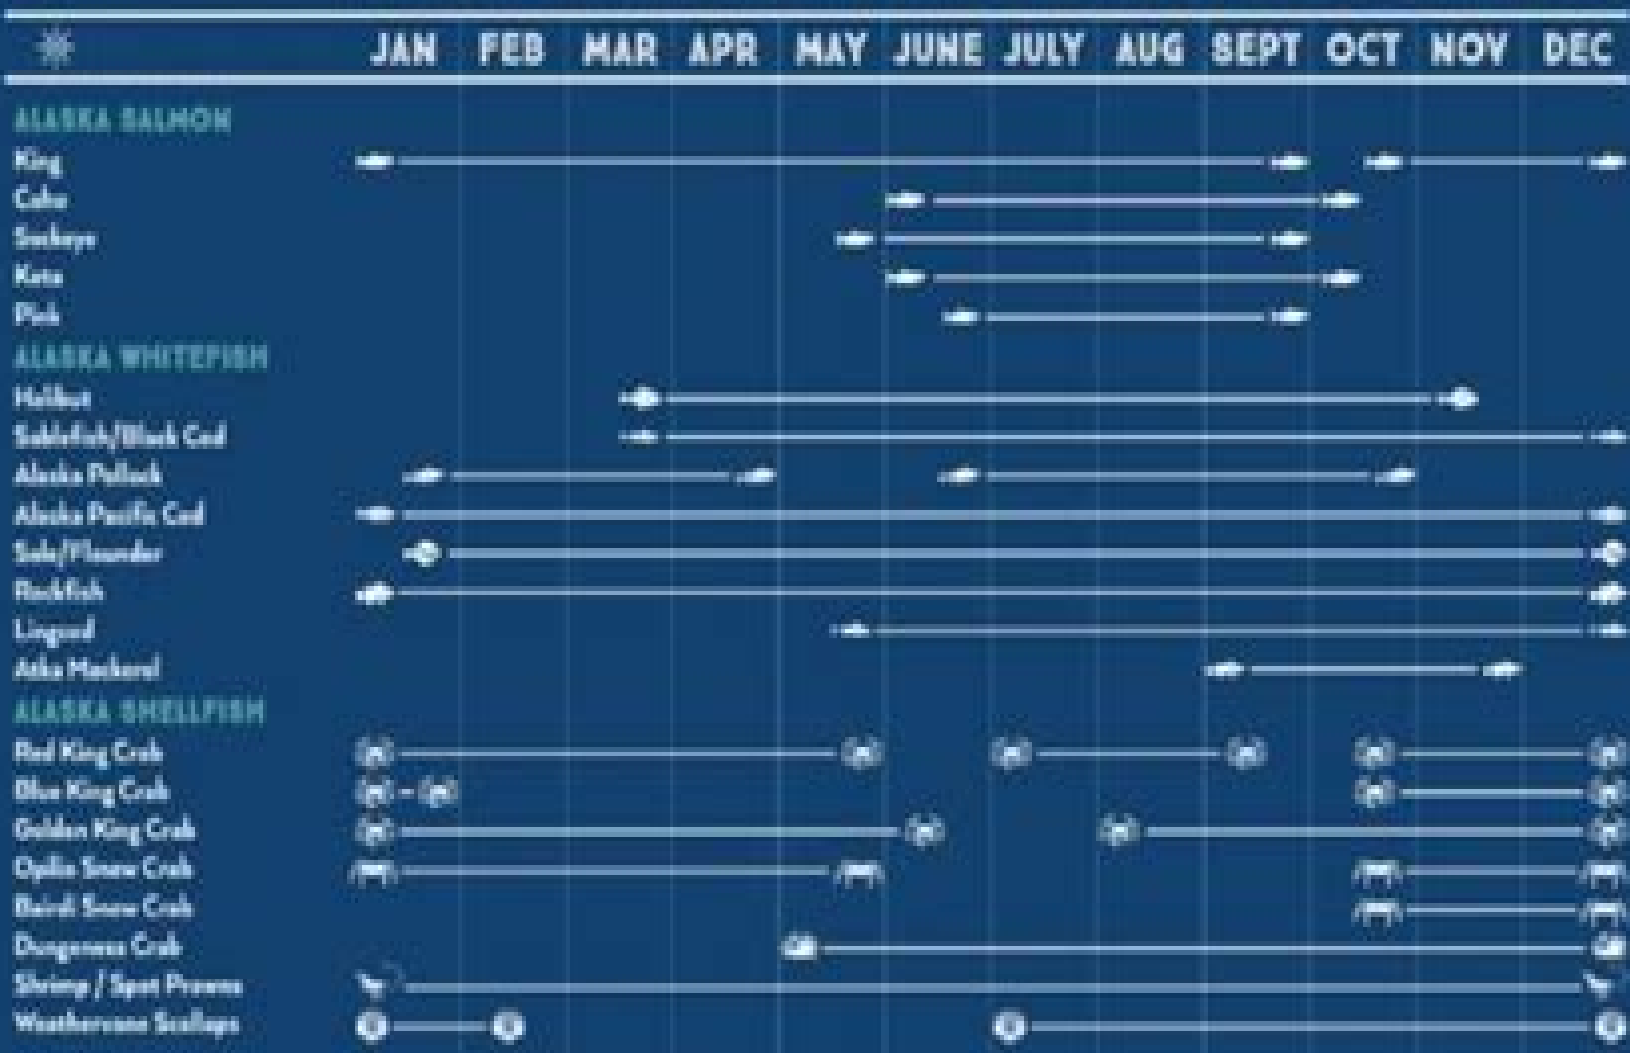 JAN FEB MAR APR MAY JUNE JULY AUG SEPT OCT NOV DEC
ALASKA SALMON
King
Coho
Sockeye
Keta
Pink
ALASKA WHITEFISH
Halibut
Sablefish/Black Cod
Alaska Pollock
Alaska Pacific Cod
Sole/Flounder
Rockfish
Lingcod
Atka Mackerel
ALASKA SHELLFISH
Red King Crab
Blue King Crab
Golden King Crab
Opilio Snow Crab
Bairdi Snow Crab
Dungeness Crab
Shrimp / Spot Prawns
Weathervane Scallops